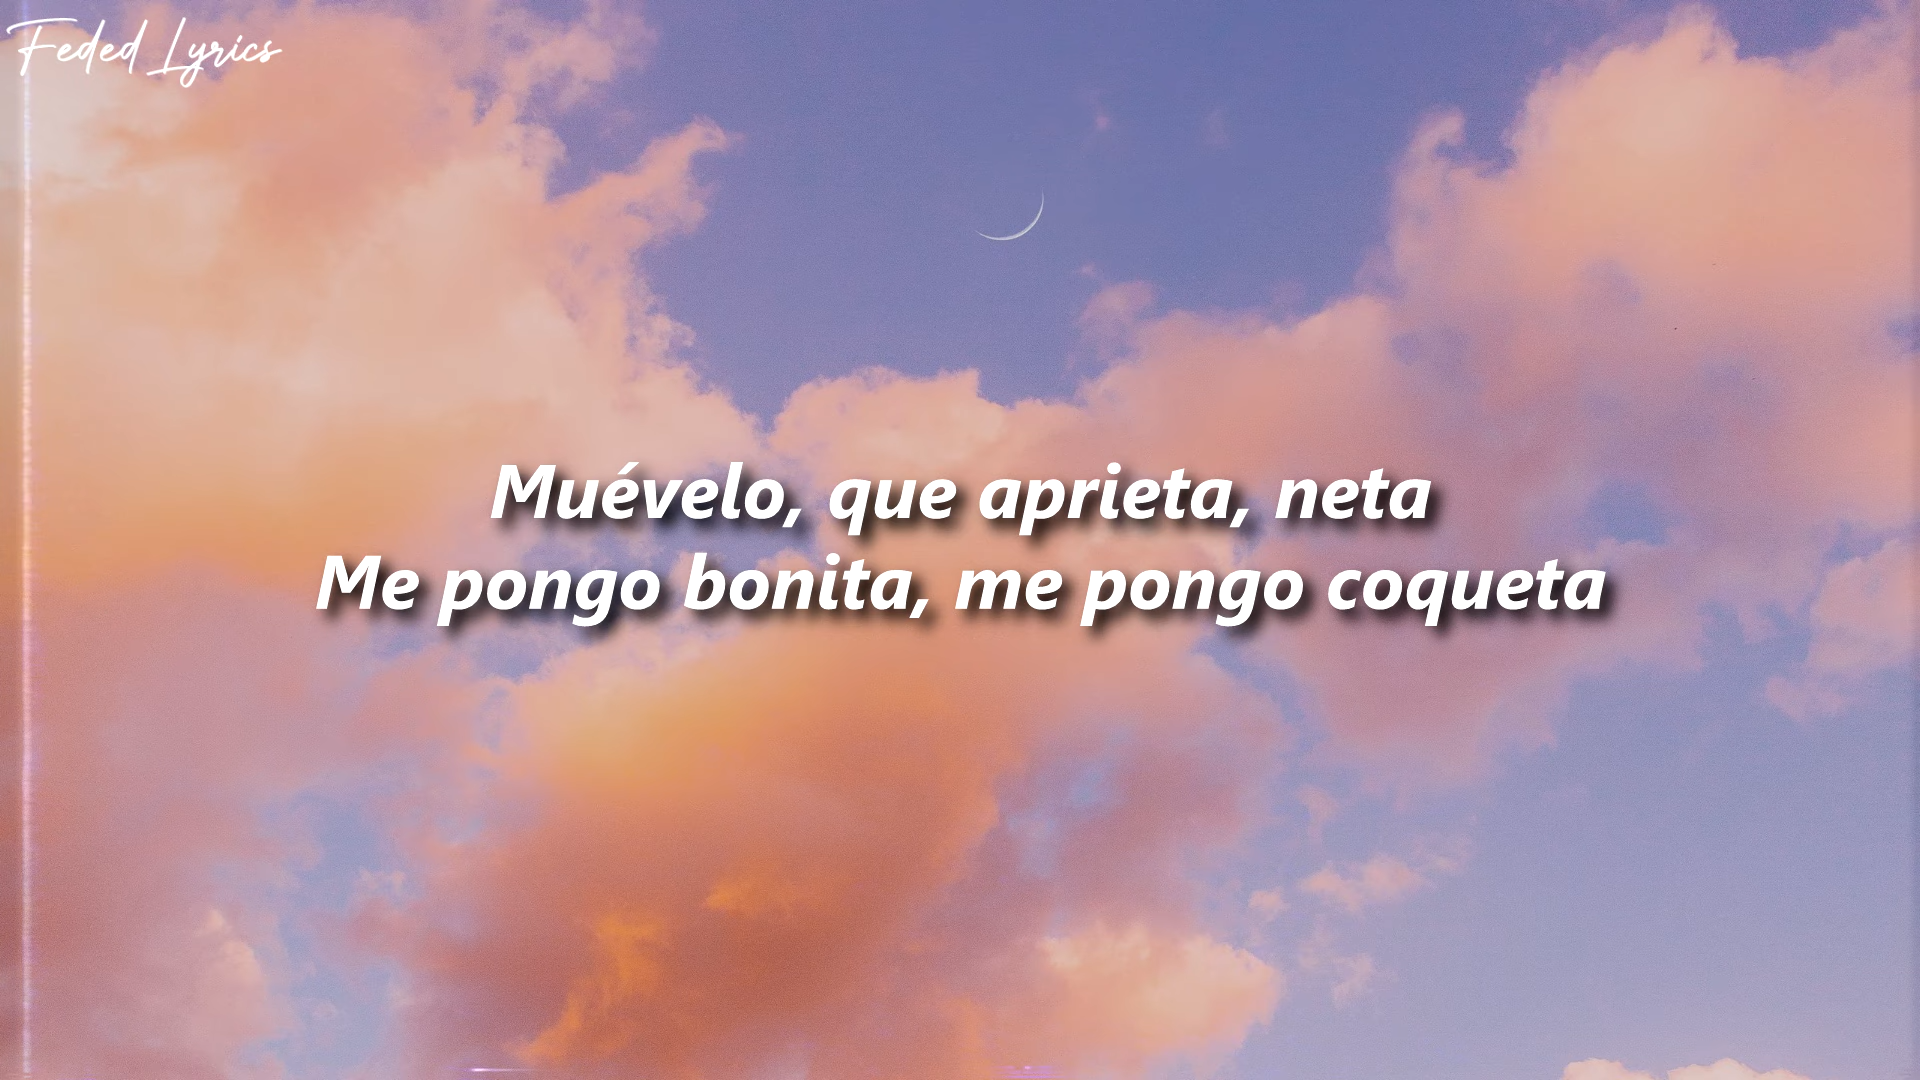 Feded Lyrics
Muévelo, que aprieta, neta
Me pongo bonita, me pongo coqueta